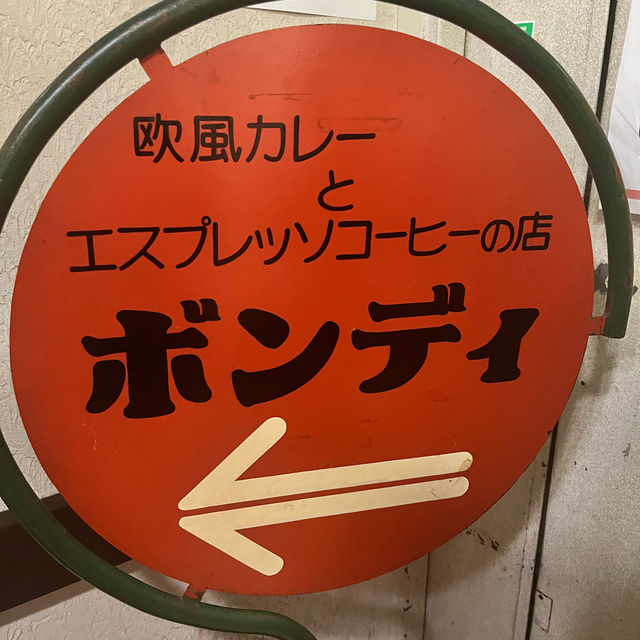 欧風カレー
と
エスプレッソコーヒーの店
ボンディ